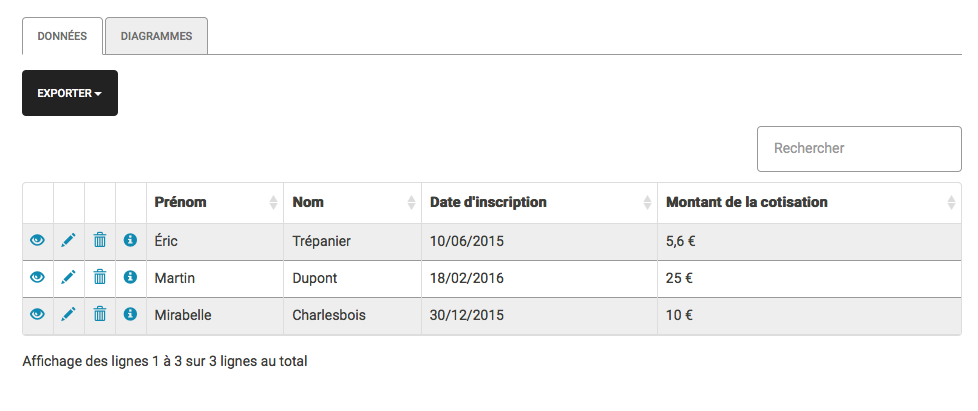 DONNÉES DIAGRAMMES
EXPORTER
Rechercher
Prénom Nom Date d'inscription Montant de la cotisation
Éric Trépanier 10/06/2015 5,6 €
Martin Dupont 18/02/2016 25 €
Mirabelle Charlesbois 30/12/2015 10 €
Affichage des lignes 1 à 3 sur 3 lignes au total